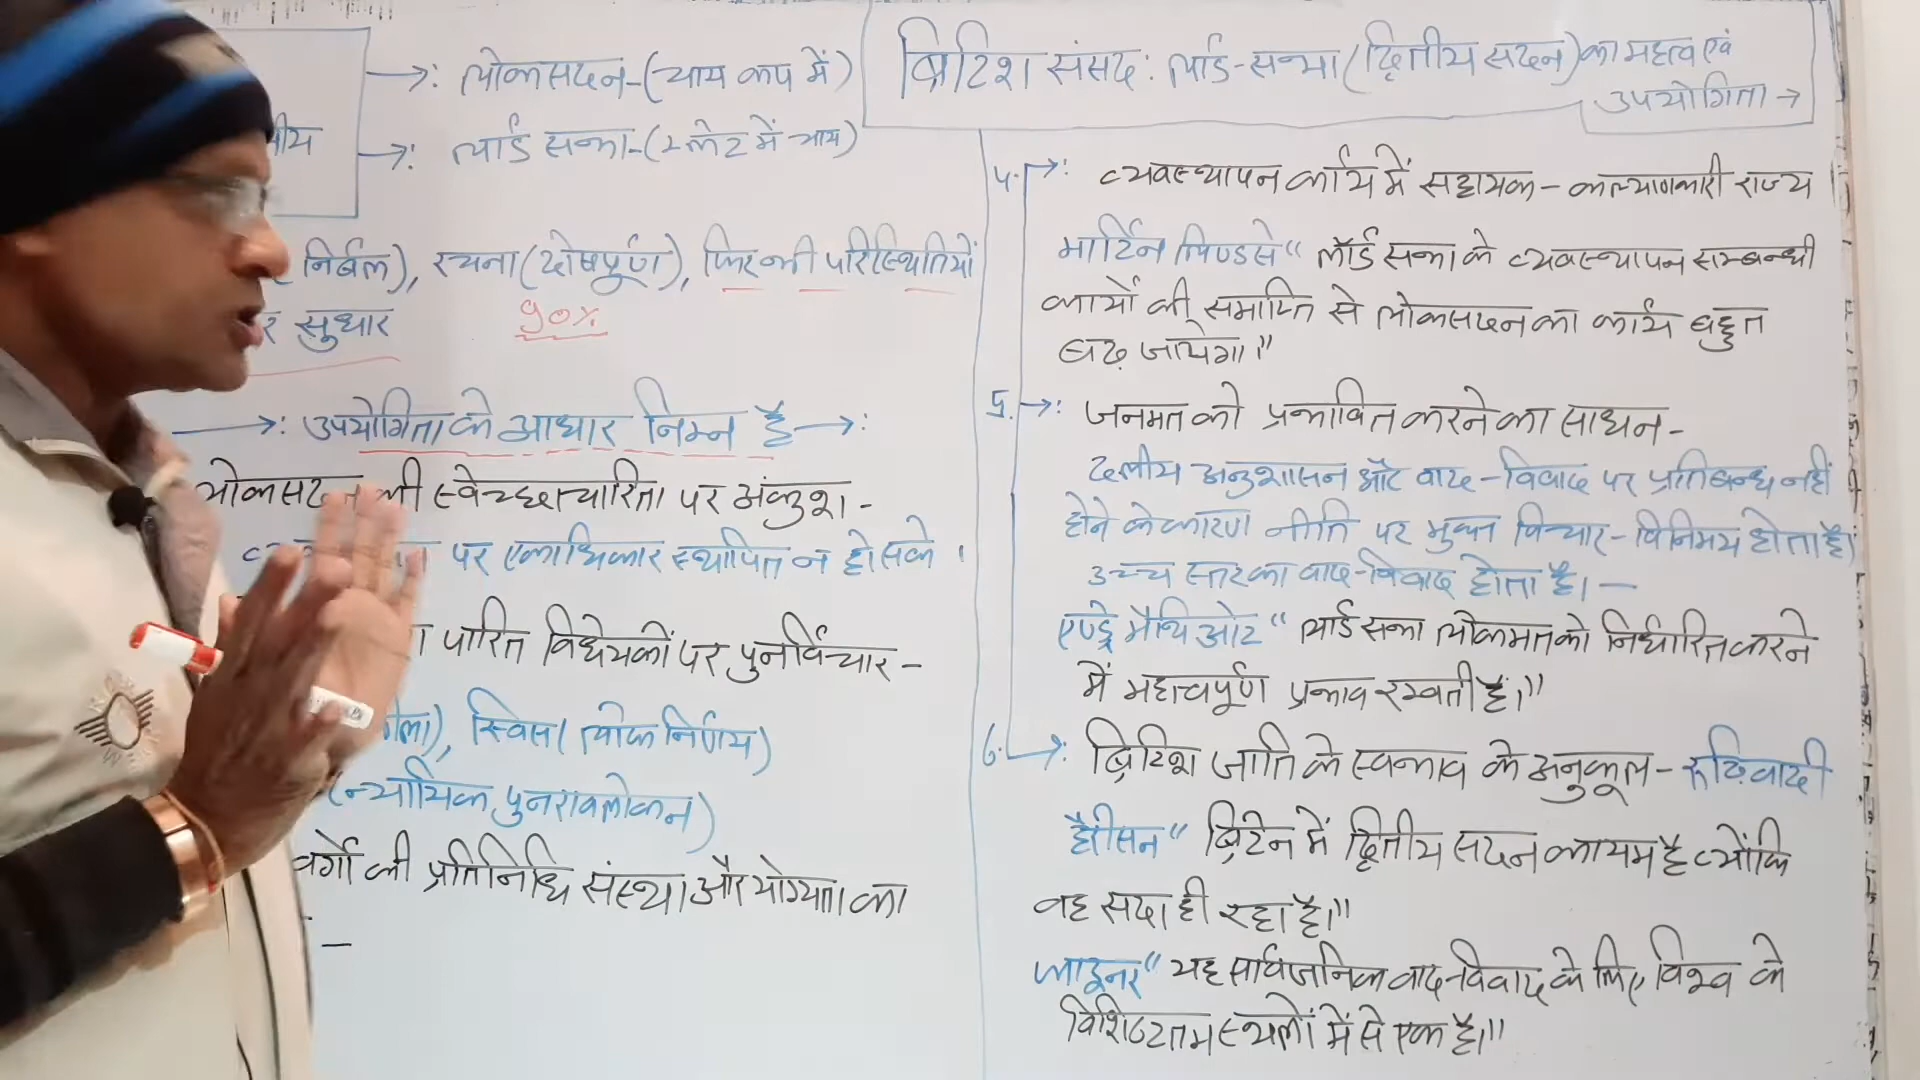 ब्रिटिश संसद: लार्ड-सभा (द्वितीय सदन) का महत्व एवं
उपयोगिता →
→: लोकसदन-(चाय कप में)
→: लार्ड सभा-(प्लेट में चाय)
निर्बल), रचना (दोषपूर्ण), फिर भी परिस्थितियों
र सुधार
90%
→: उपयोगिता के आधार निम्न है →:
लोकसदन की स्वेच्छाचारिता पर अंकुश -
पर एकाधिकार स्थापित न हो सके ।
पारित विधेयकों पर पुनर्विचार -
), स्विस (लोक निर्णय)
(न्यायिक पुनरावलोकन)
वर्गो की प्रतिनिधि संस्था और योग्यता का
-
4. →: व्यवस्थापन कार्य में सहायक - कल्याणकारी राज्य
मार्टिन लिण्डसे "लॉर्ड सभा के व्यवस्थापन सम्बन्धी
कार्यो की समाप्ति से लोकसदन का कार्य बहुत
बढ़ जायेगा।"
5. →: जनमत को प्रभावित करने का साधन -
दलीय अनुशासन और वाद-विवाद पर प्रतिबन्ध नहीं
होने के कारण नीति पर मुक्त विचार-विनिमय होता है।
उच्च स्तर का वाद-विवाद होता है। -
एण्ड्रे मैथिओट "लार्ड सभा लोकमत को निर्धारित करने
में महत्वपूर्ण प्रभाव रखती है।"
6. →: ब्रिटिश जाति के स्वभाव के अनुकूल - रूढ़िवादी
हैरीसन "ब्रिटेन में द्वितीय सदन कायम है क्योंकि
वह सदा ही रहा है।"
फाइनर "यह सार्वजनिक वाद-विवाद के लिए विश्व के
विशिष्टतम स्थलों में से एक है।"